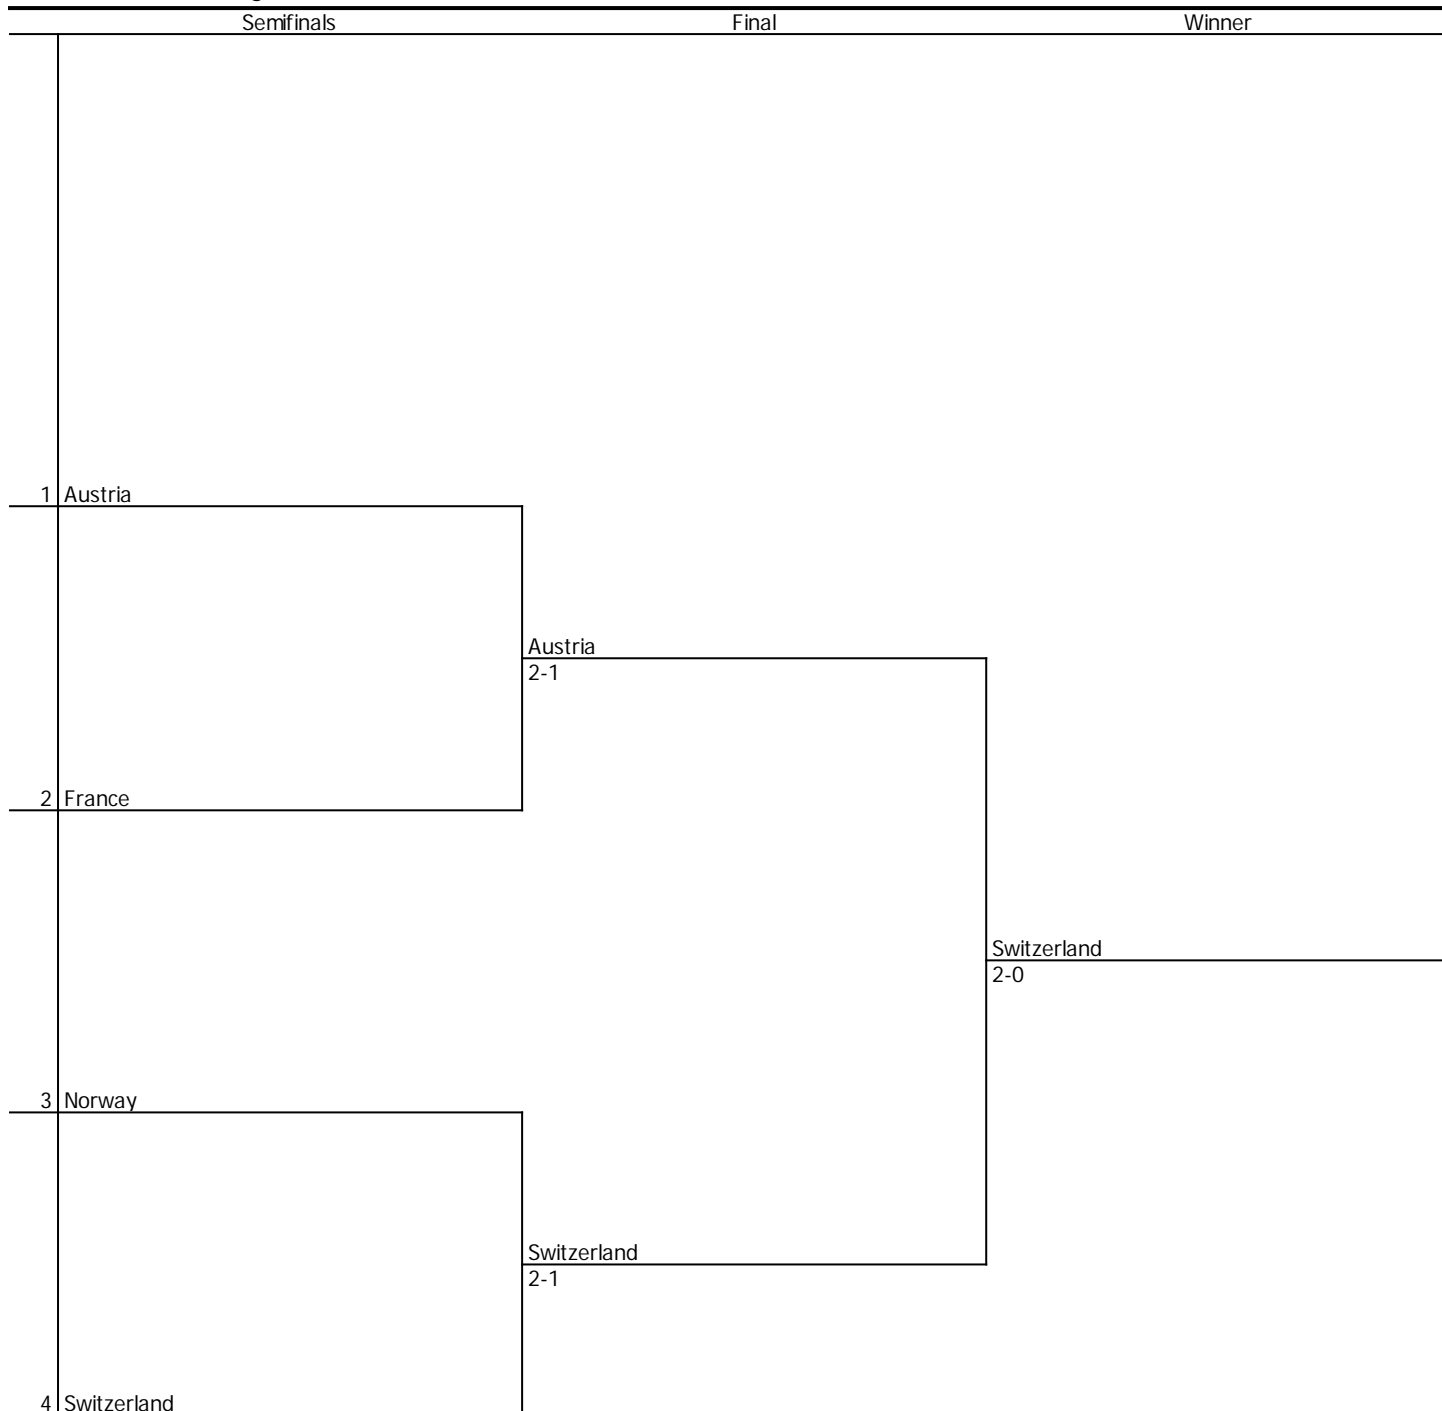 Semifinals Final Winner
1 Austria
Austria
2-1
2 France
Switzerland
2-0
3 Norway
Switzerland
2-1
4 Switzerland